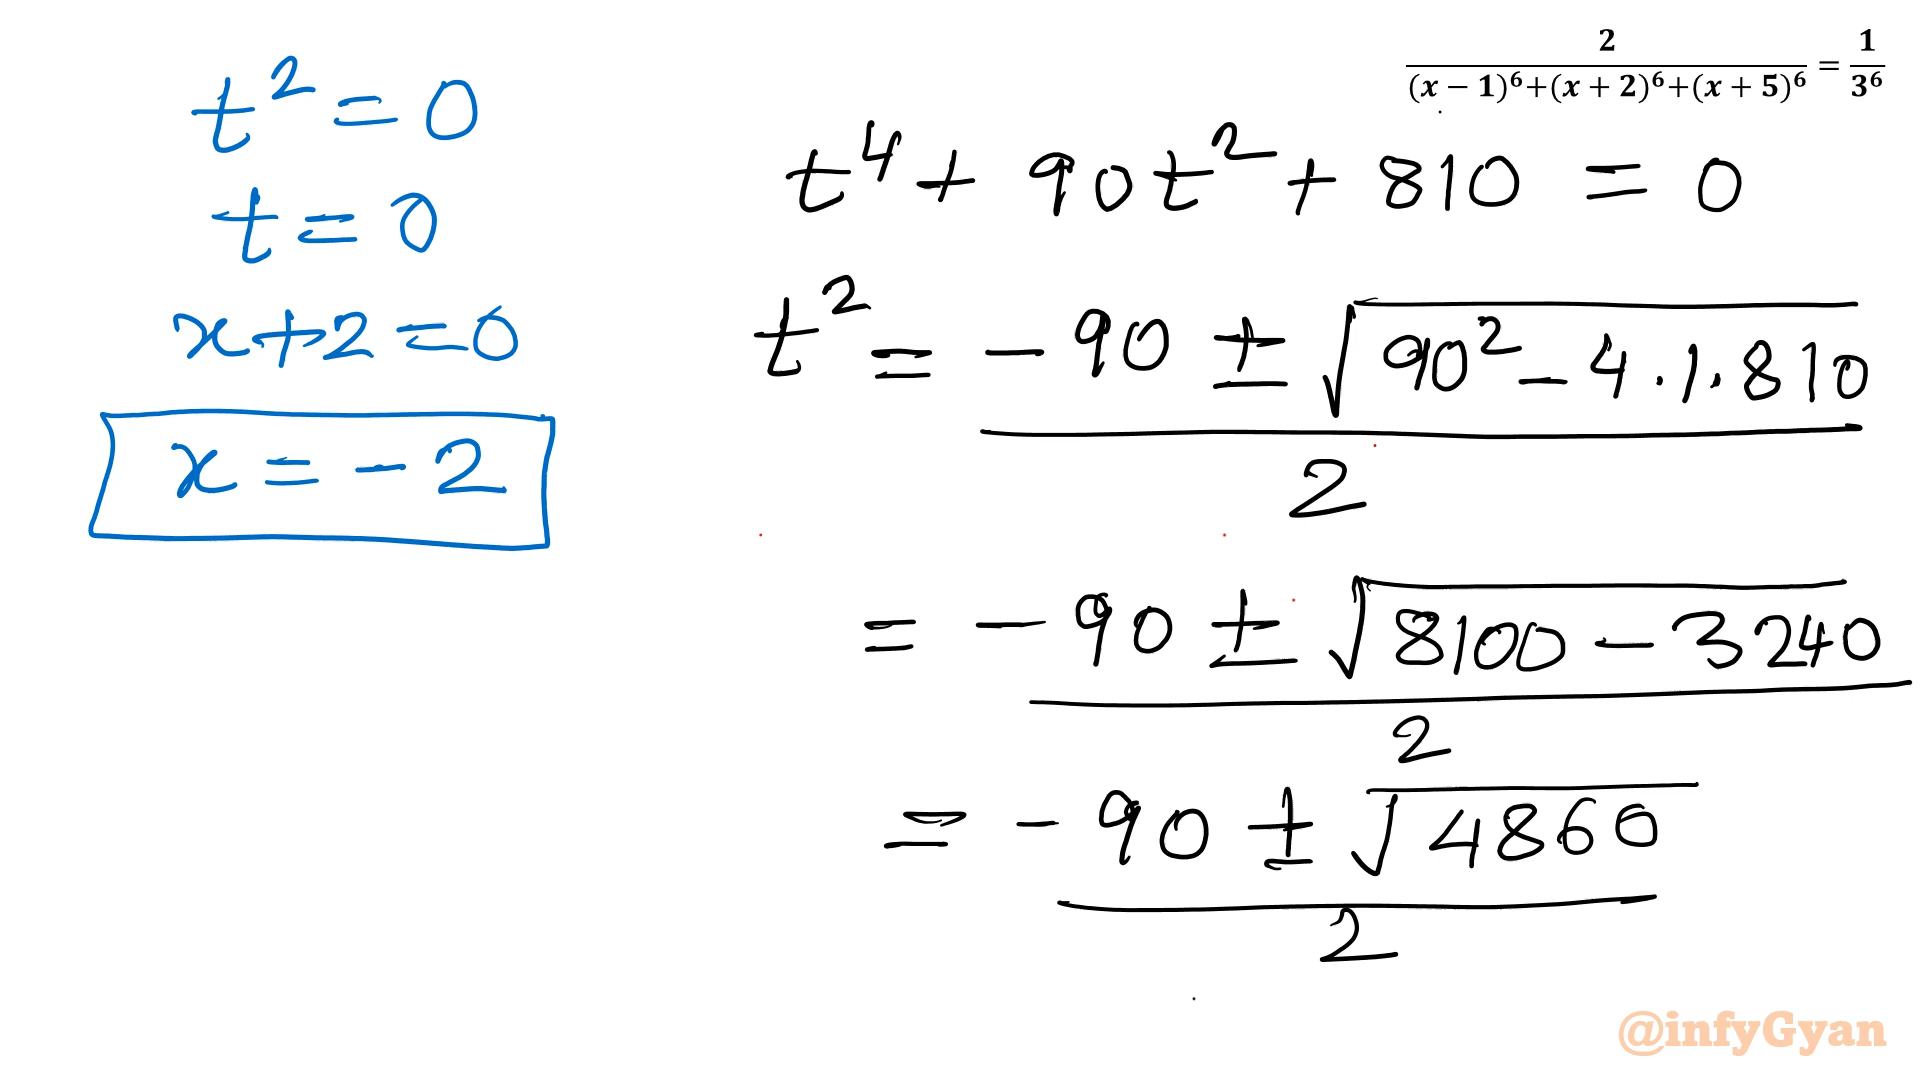 2/((x − 1)⁶+(x + 2)⁶+(x + 5)⁶) = 1/3⁶
t² = 0
t = 0
x+2 = 0
x = -2
t⁴ + 90t² + 810 = 0
t² = (-90 ± √(90² - 4.1.810))/2
= (-90 ± √(8100 - 3240))/2
= (-90 ± √4860)/2
@infyGyan